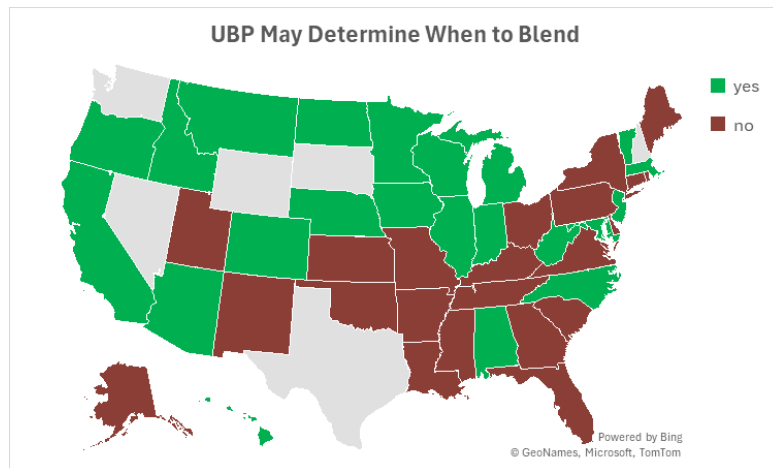 UBP May Determine When to Blend
yes
no
Powered by Bing
© GeoNames, Microsoft, TomTom